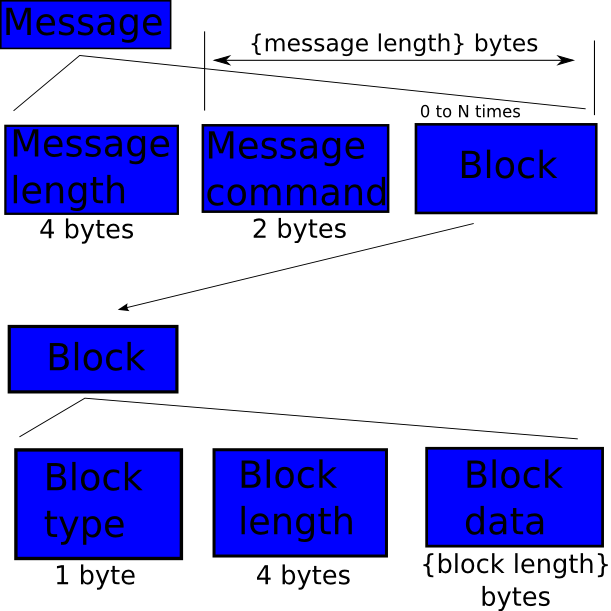 Message
{message length} bytes
0 to N times
Message
length
Message
command
Block
4 bytes
2 bytes
Block
Block
type
Block
length
Block
data
1 byte
4 bytes
{block length}
bytes